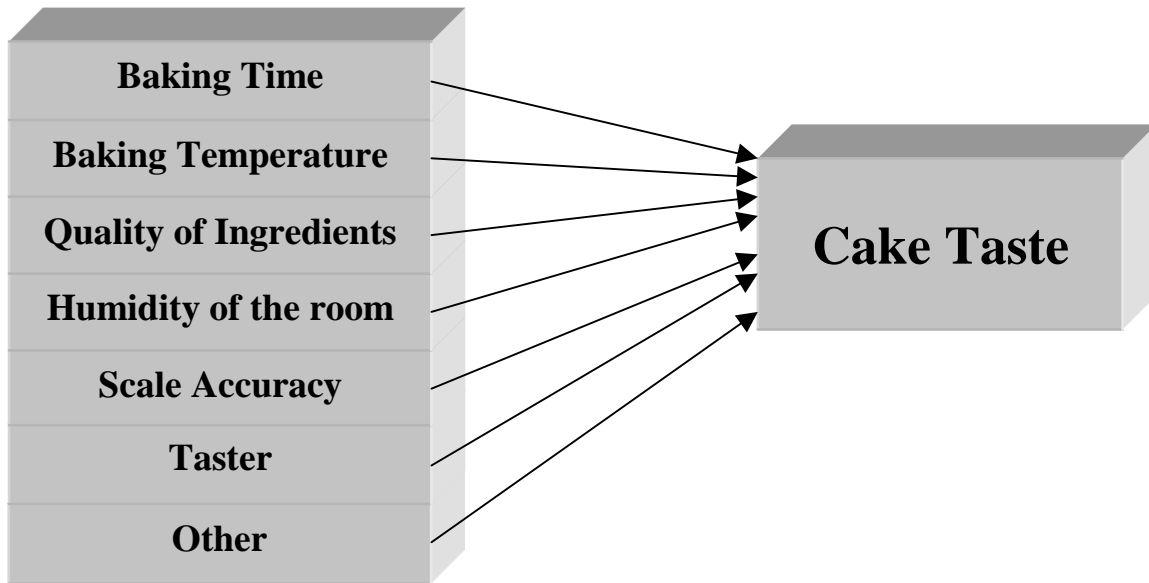 Baking Time
Baking Temperature
Quality of Ingredients
Humidity of the room
Scale Accuracy
Taster
Other
Cake Taste